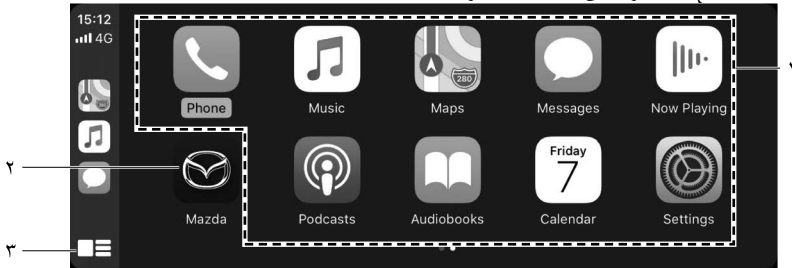 15:12
4G
Phone
Music
Maps
280
Messages
Now Playing
Mazda
Podcasts
Audiobooks
Friday
7
Calendar
Settings
٢
٣